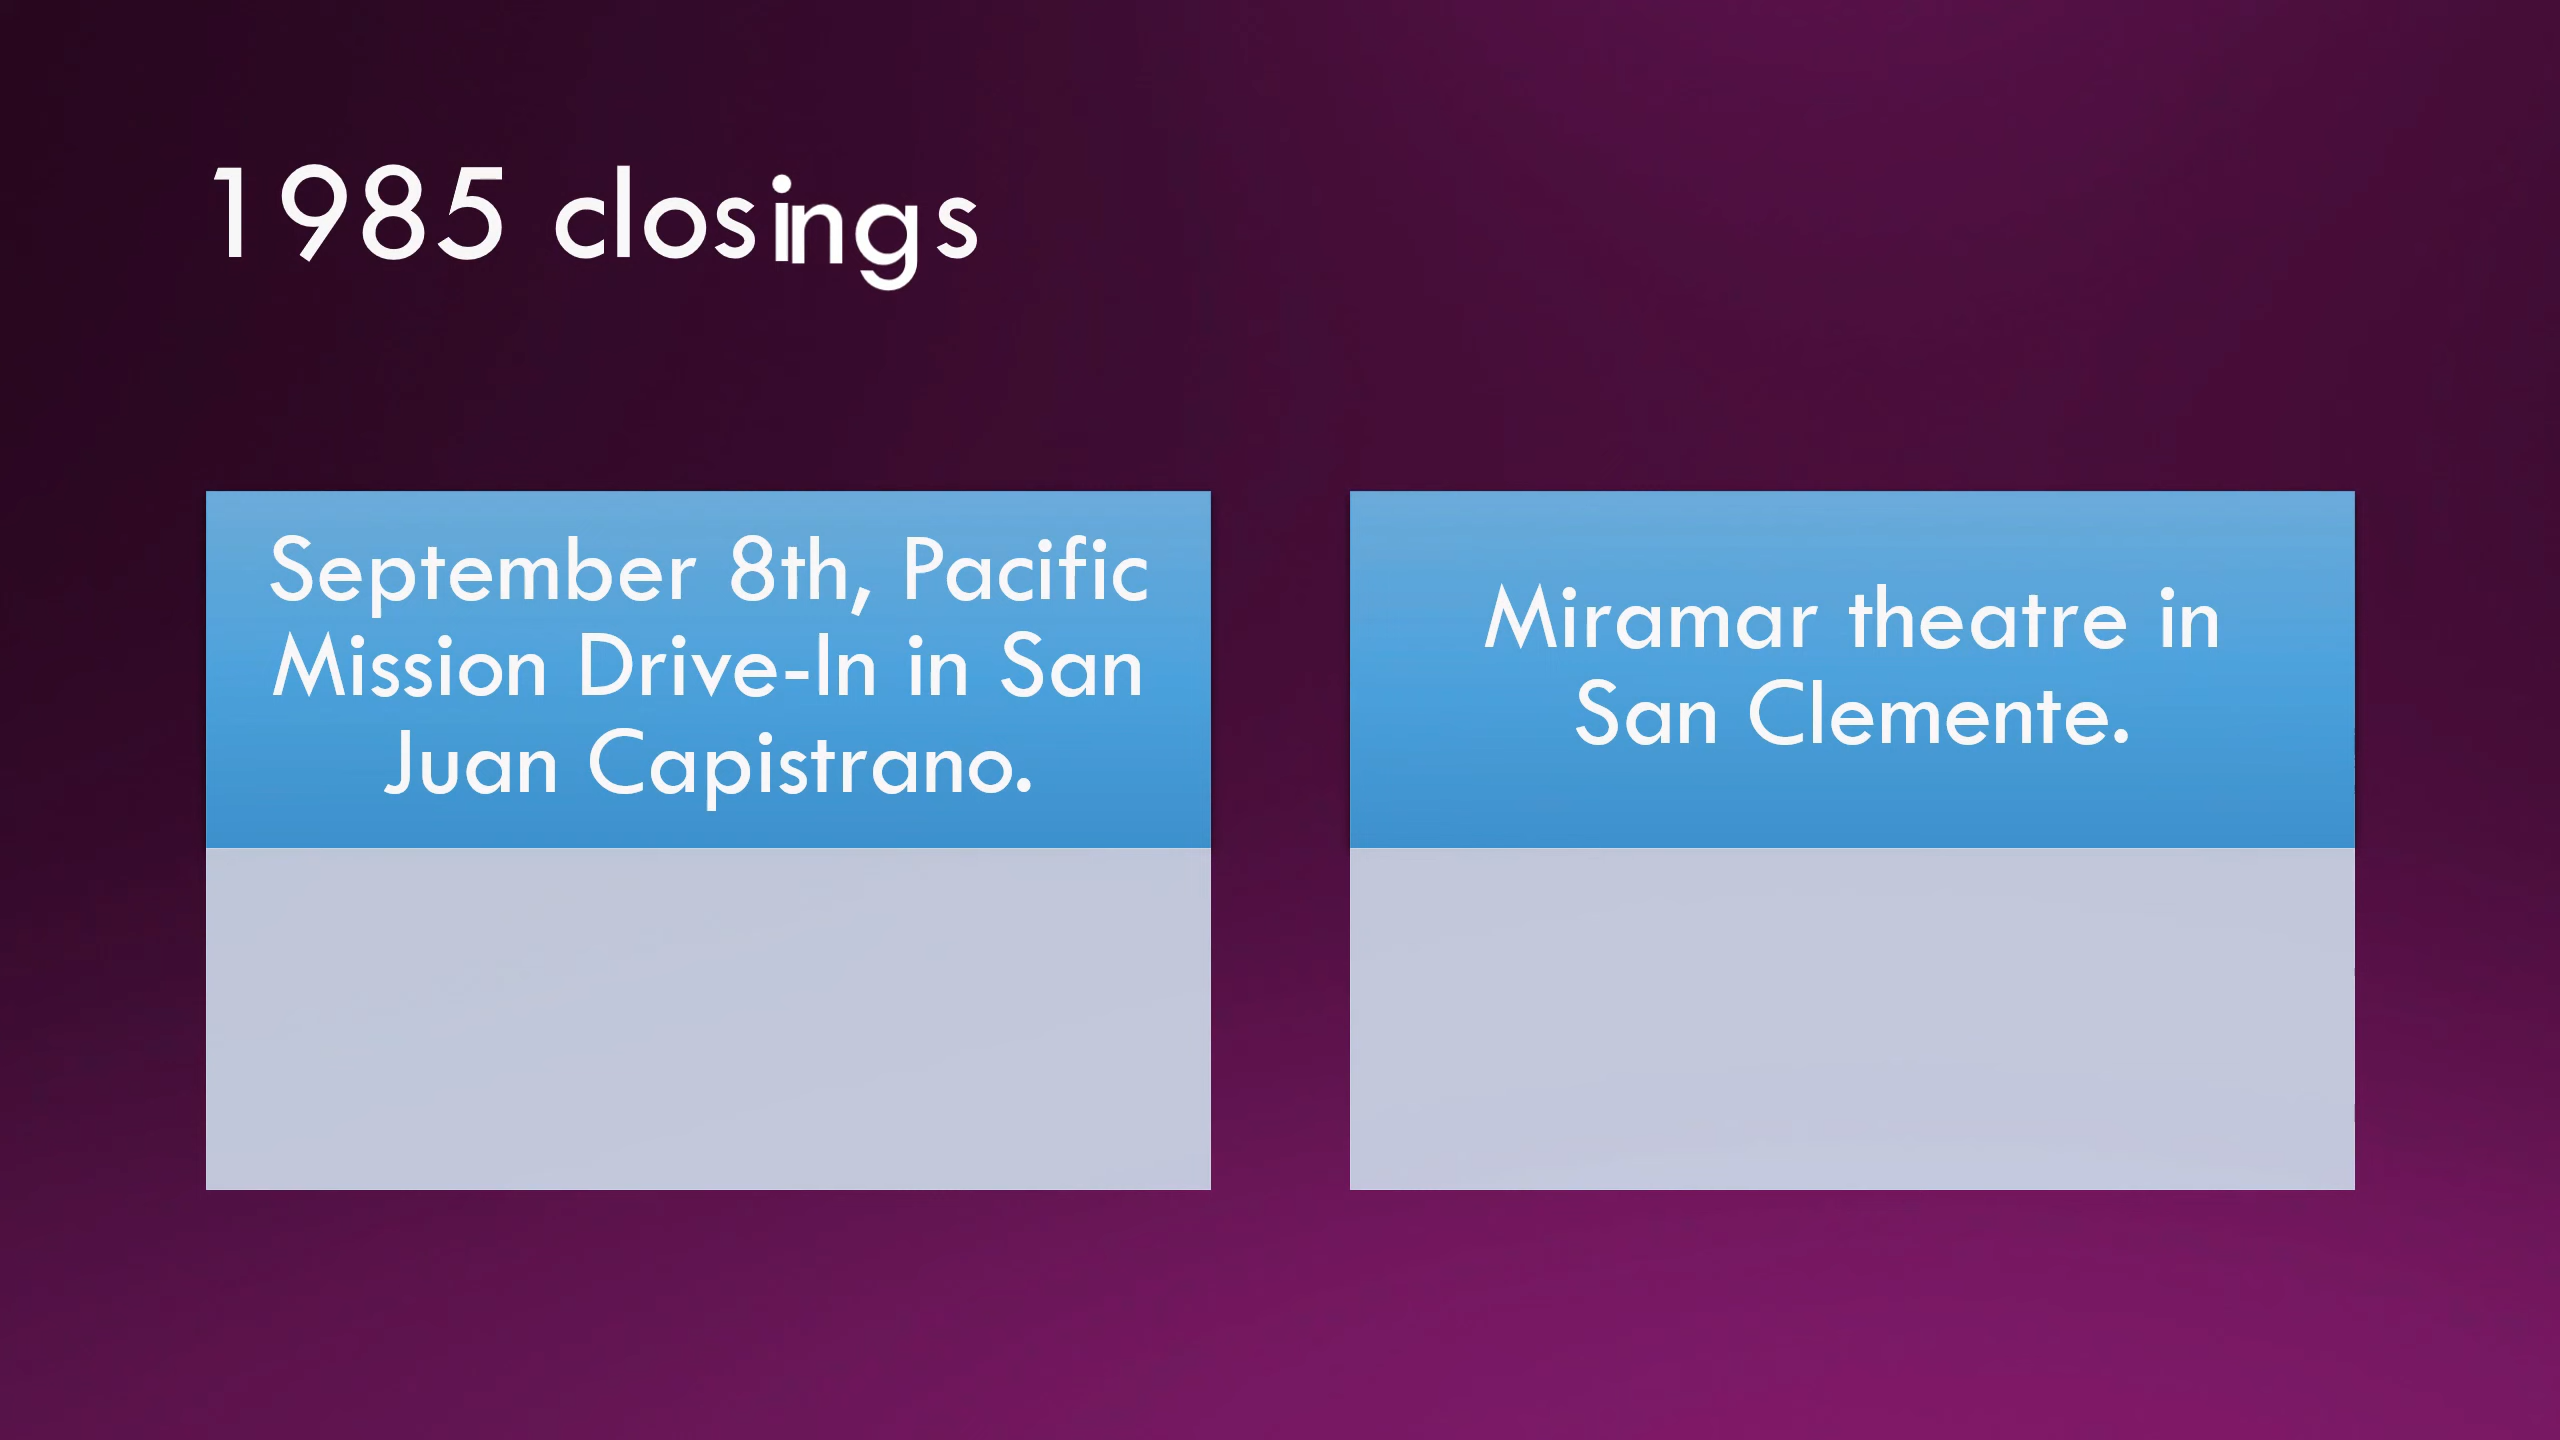 1985 closings
September 8th, Pacific
Mission Drive-In in San
Juan Capistrano.
Miramar theatre in
San Clemente.